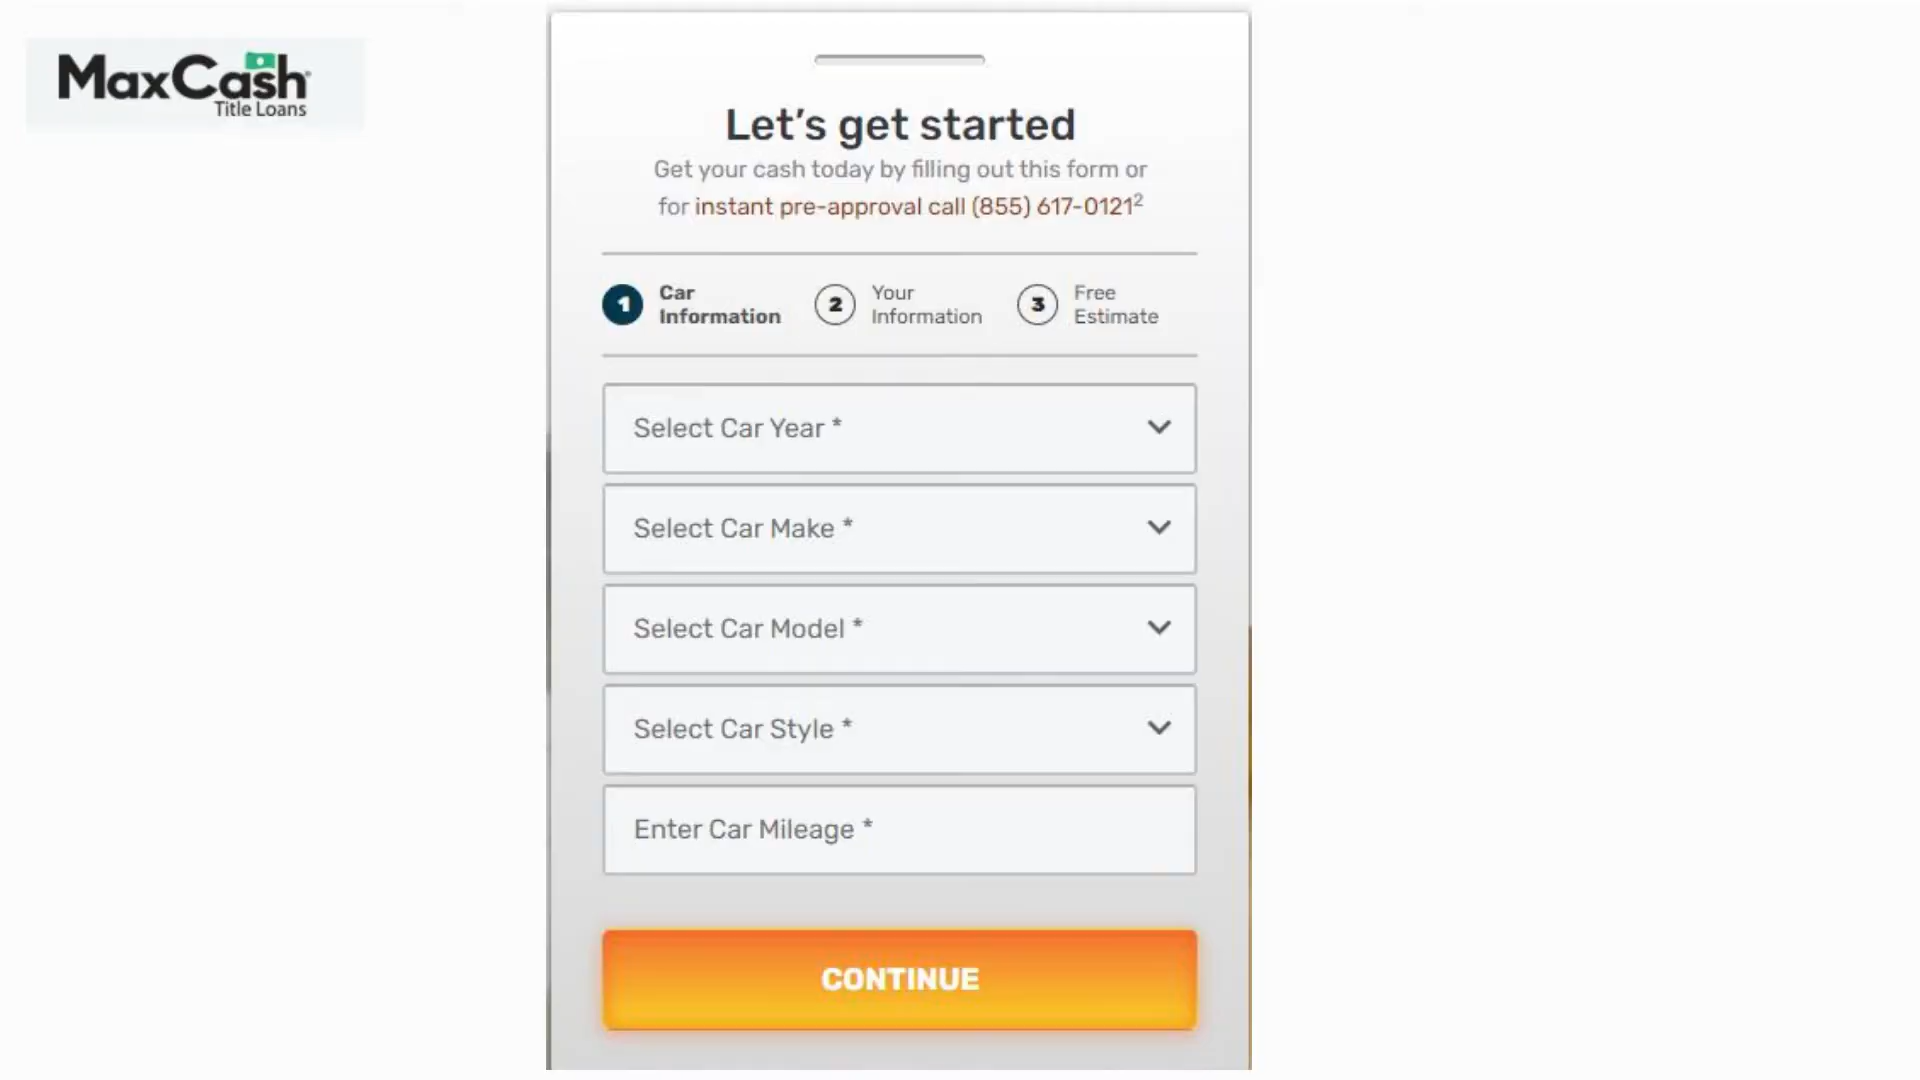 MaxCash
Title Loans
Let's get started
Get your cash today by filling out this form or
for instant pre-approval call (855) 617-0121²
1 Car Information
2 Your Information
3 Free Estimate
Select Car Year *
Select Car Make *
Select Car Model *
Select Car Style *
Enter Car Mileage *
CONTINUE